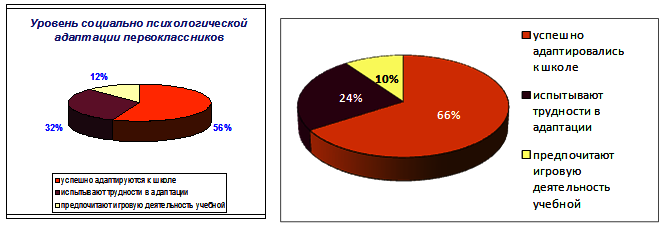 Уровень социально психологической
адаптации первоклассников
12%
32%
56%
успешно адаптируются к школе
испытывают трудности в адаптации
предпочитают игровую деятельность учебной
10%
24%
66%
успешно
адаптировались
к школе
испытывают
трудности в
адаптации
предпочитают
игровую
деятельность
учебной